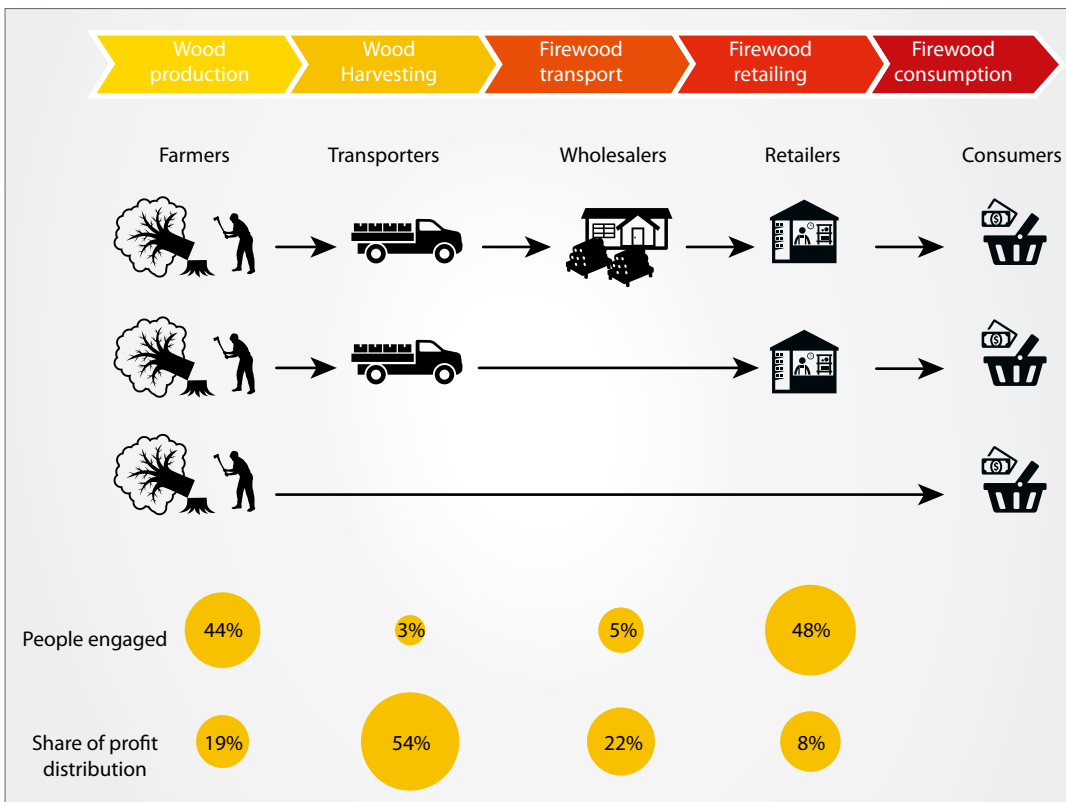 Wood
production
Wood
Harvesting
Firewood
transport
Firewood
retailing
Firewood
consumption
Farmers
Transporters
Wholesalers
Retailers
Consumers
People engaged
44%
3%
5%
48%
Share of profit
distribution
19%
54%
22%
8%